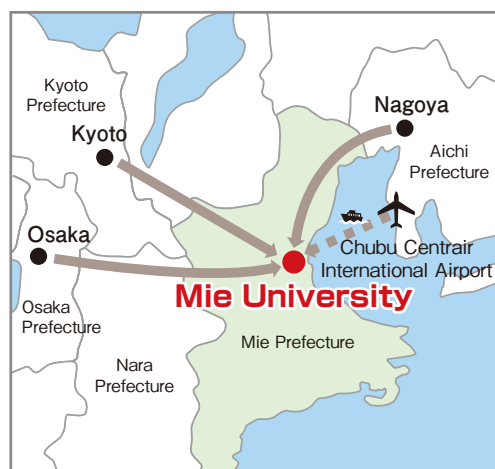 Kyoto
Prefecture
Kyoto
Nagoya
Aichi
Prefecture
Osaka
Chubu Centrair
International Airport
Mie University
Osaka
Prefecture
Nara
Prefecture
Mie Prefecture